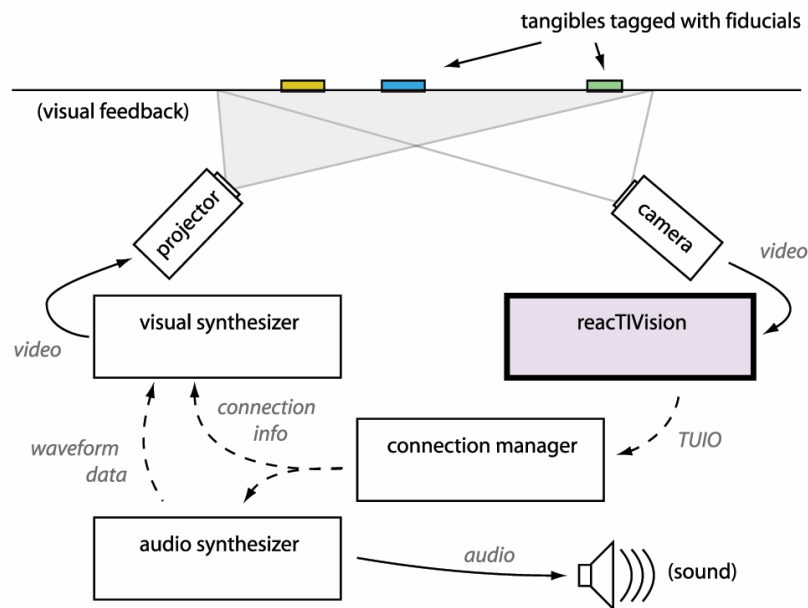 tangibles tagged with fiducials
(visual feedback)
projector
camera
video
visual synthesizer
reacTIVision
video
connection
info
TUIO
waveform
data
connection manager
audio synthesizer
audio
(sound)